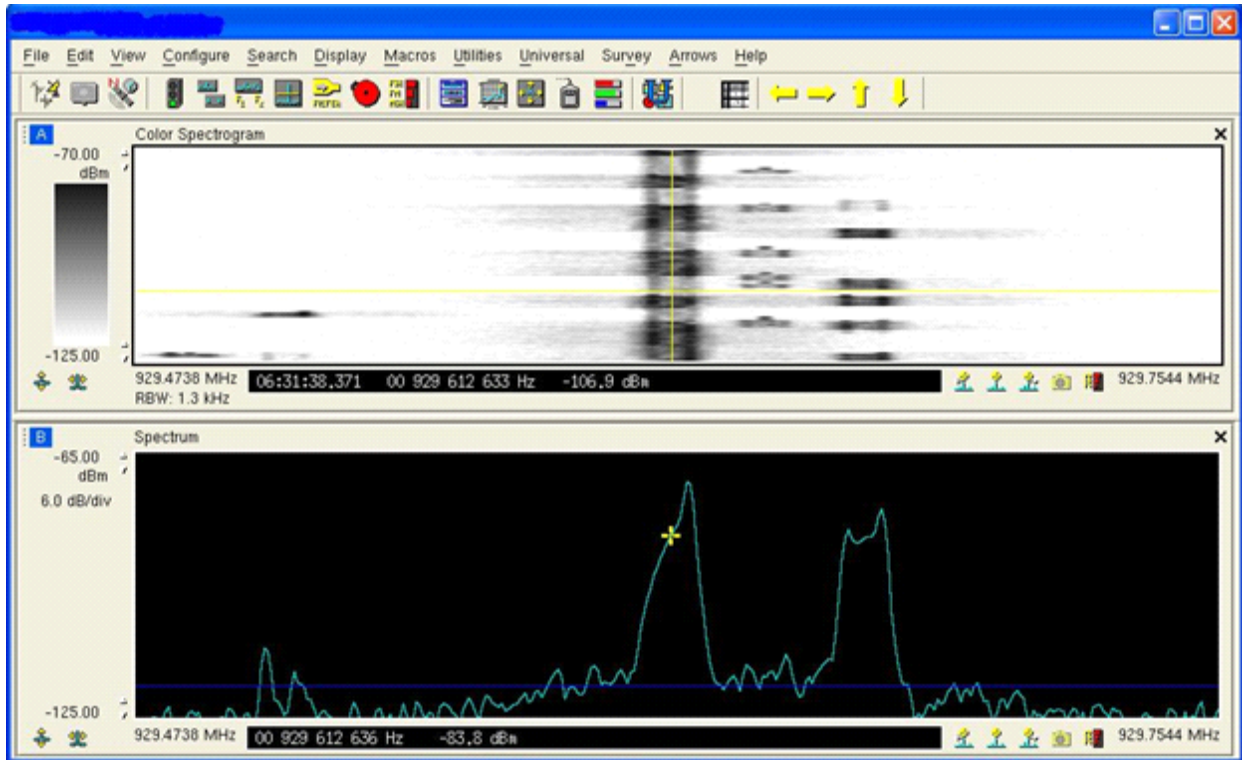 File Edit View Configure Search Display Macros Utilities Universal Survey Arrows Help
A Color Spectrogram
-70.00
dBm
-125.00
929.4738 MHz 06:31:38.371 00 929 612 633 Hz -106.9 dBm 929.7544 MHz
RBW: 1.3 kHz
B Spectrum
-65.00
dBm
6.0 dB/div
-125.00
929.4738 MHz 00 929 612 636 Hz -83.8 dBm 929.7544 MHz